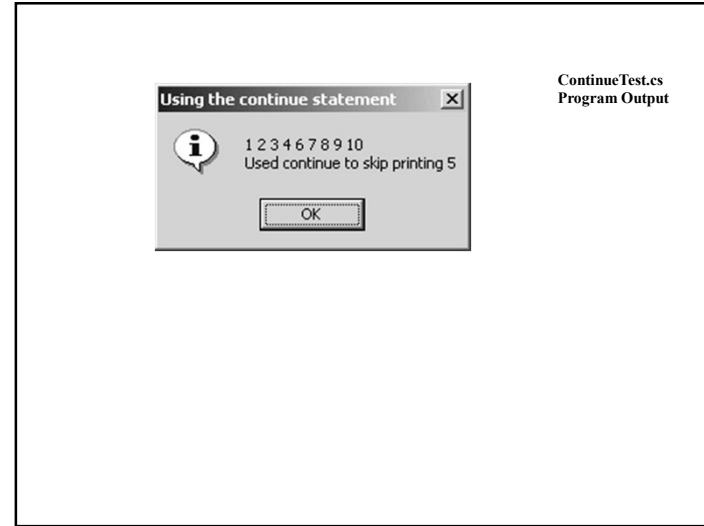 ContinueTest.cs
Program Output
Using the continue statement
1 2 3 4 6 7 8 9 10
Used continue to skip printing 5
OK